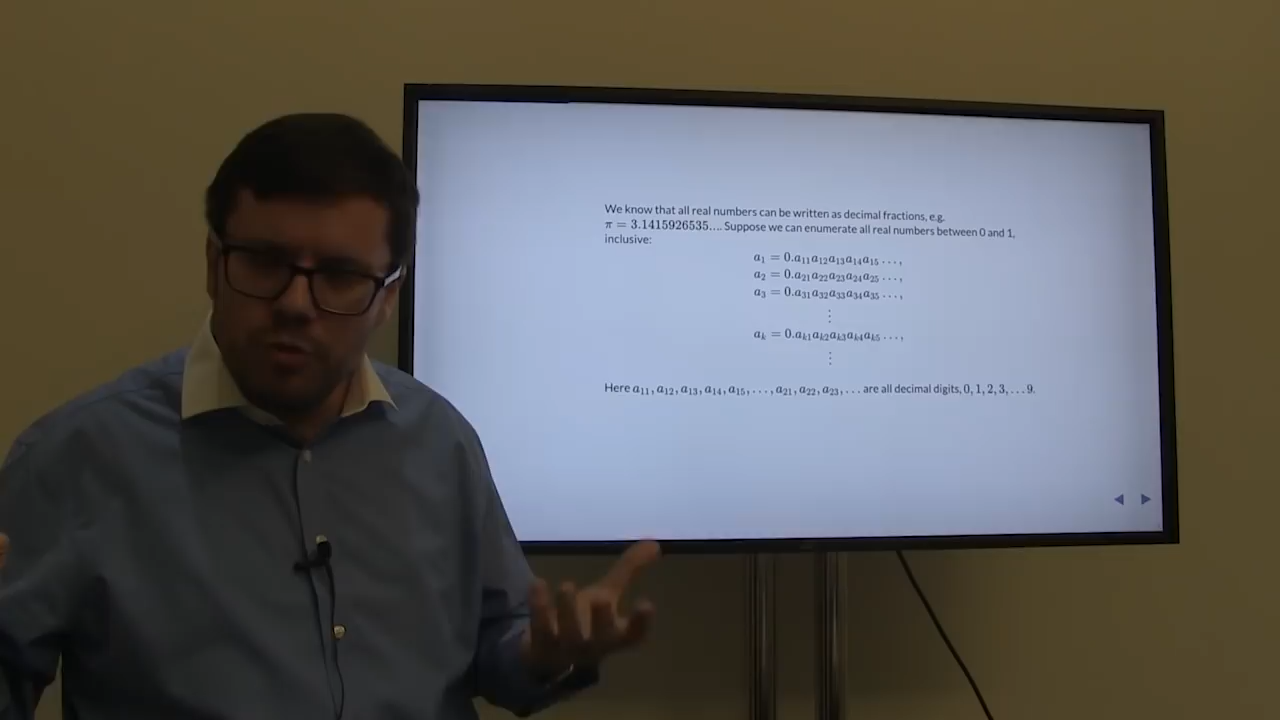 We know that all real numbers can be written as decimal fractions, e.g.
π = 3.1415926535.... Suppose we can enumerate all real numbers between 0 and 1,
inclusive:
a₁ = 0.a₁₁a₁₂a₁₃a₁₄a₁₅ . . . ,
a₂ = 0.a₂₁a₂₂a₂₃a₂₄a₂₅ . . . ,
a₃ = 0.a₃₁a₃₂a₃₃a₃₄a₃₅ . . . ,
⋮
aₖ = 0.aₖ₁aₖ₂aₖ₃aₖ₄aₖ₅ . . . ,
⋮
Here a₁₁, a₁₂, a₁₃, a₁₄, a₁₅, . . . , a₂₁, a₂₂, a₂₃, . . . are all decimal digits, 0, 1, 2, 3, . . . 9.